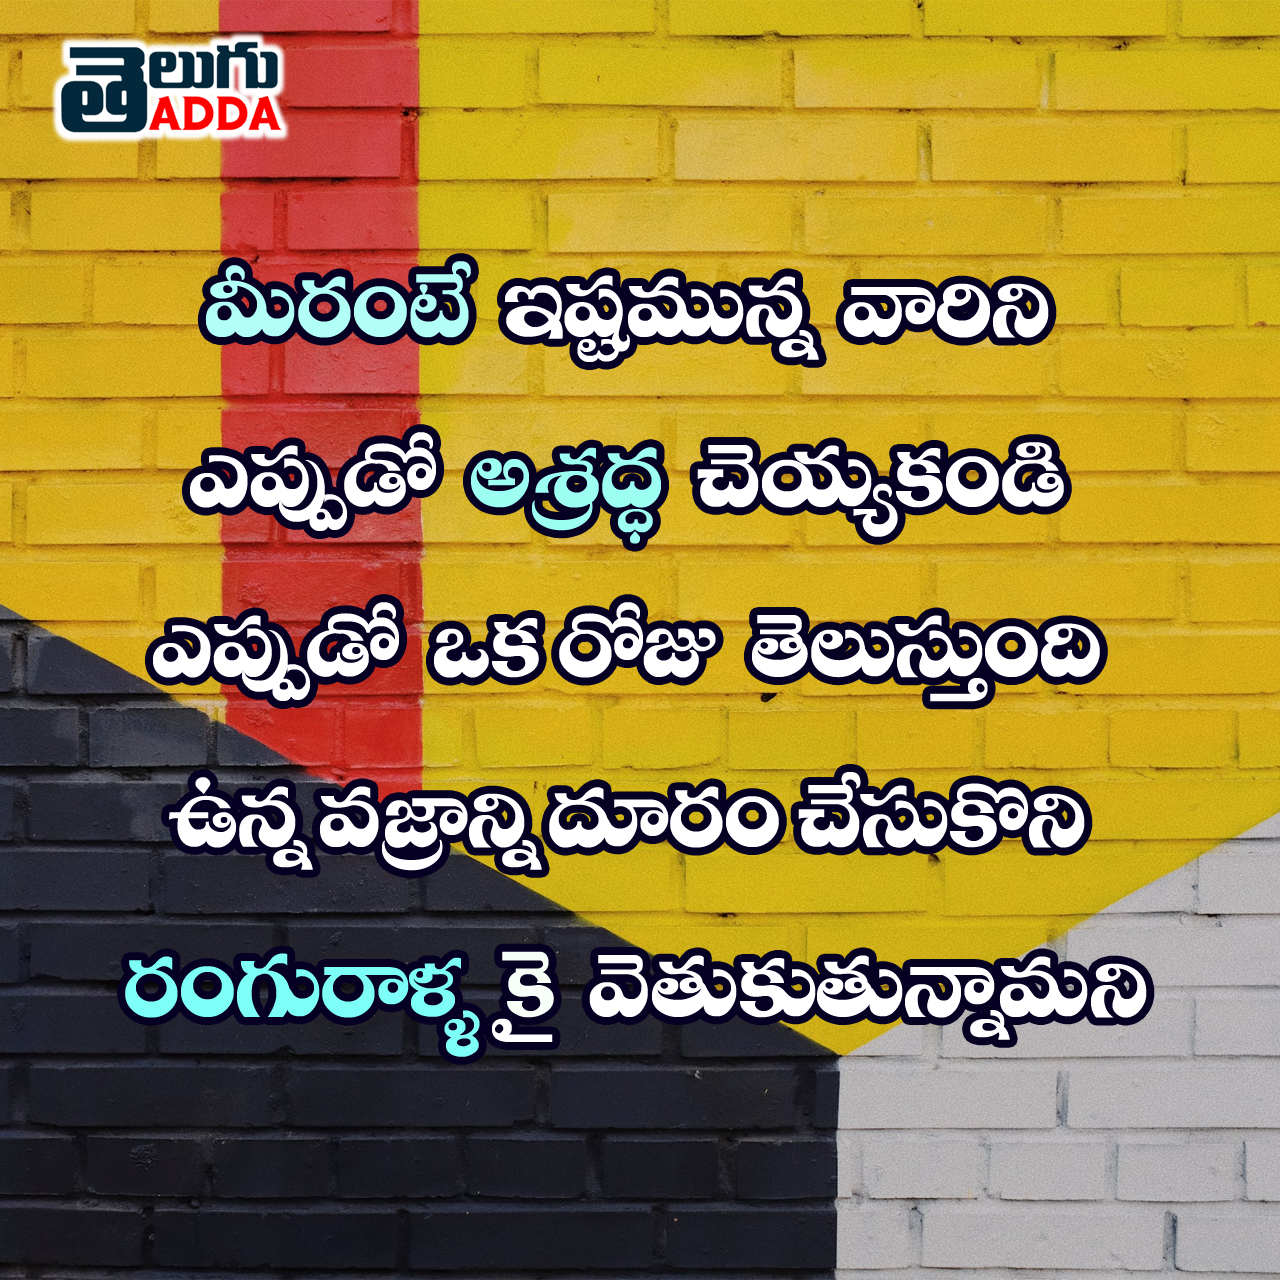 తెలుగు
ADDA
మీరంటే ఇష్టమున్న వారిని
ఎప్పుడో అశ్రద్ధ చెయ్యకండి
ఎప్పుడో ఒక రోజు తెలుస్తుంది
ఉన్న వజ్రాన్ని దూరం చేసుకొని
రంగురాళ్ళ కై వెతుకుతున్నామని